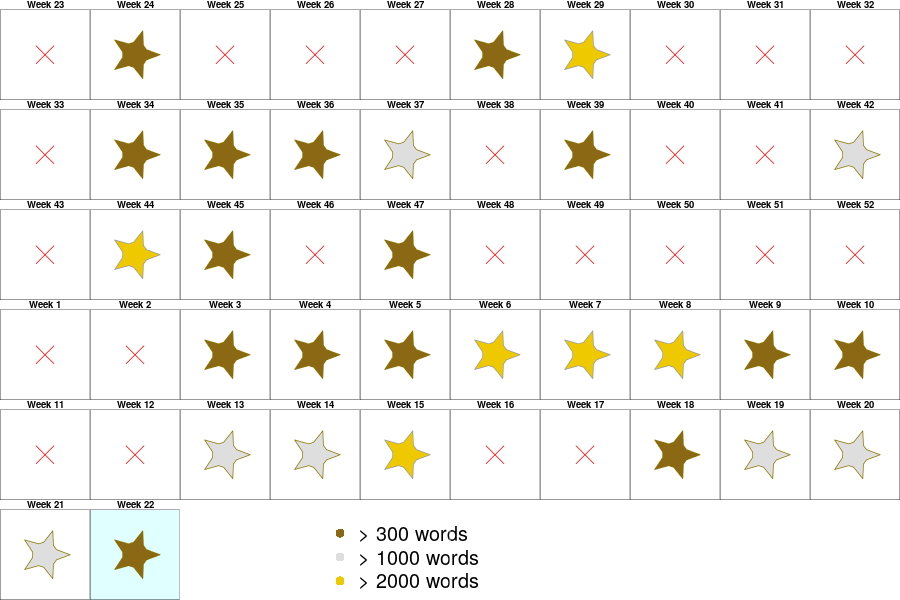 Week 23 Week 24 Week 25 Week 26 Week 27 Week 28 Week 29 Week 30 Week 31 Week 32
Week 33 Week 34 Week 35 Week 36 Week 37 Week 38 Week 39 Week 40 Week 41 Week 42
Week 43 Week 44 Week 45 Week 46 Week 47 Week 48 Week 49 Week 50 Week 51 Week 52
Week 1 Week 2 Week 3 Week 4 Week 5 Week 6 Week 7 Week 8 Week 9 Week 10
Week 11 Week 12 Week 13 Week 14 Week 15 Week 16 Week 17 Week 18 Week 19 Week 20
Week 21 Week 22
> 300 words
> 1000 words
> 2000 words